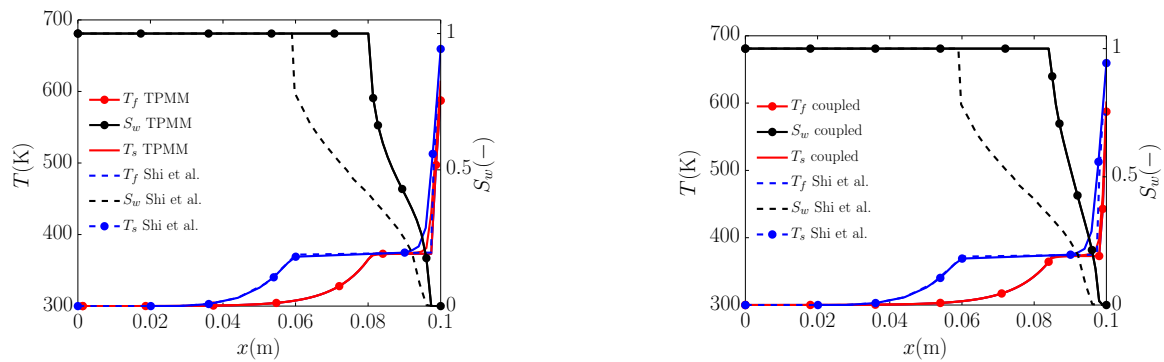 700
600
500
400
300
T(K)
1
0.5
0
S_w(−)
T_f TPMM
S_w TPMM
T_s TPMM
T_f Shi et al.
S_w Shi et al.
T_s Shi et al.
0 0.02 0.04 0.06 0.08 0.1
x(m)
700
600
500
400
300
T(K)
1
0.5
0
S_w(−)
T_f coupled
S_w coupled
T_s coupled
T_f Shi et al.
S_w Shi et al.
T_s Shi et al.
0 0.02 0.04 0.06 0.08 0.1
x(m)